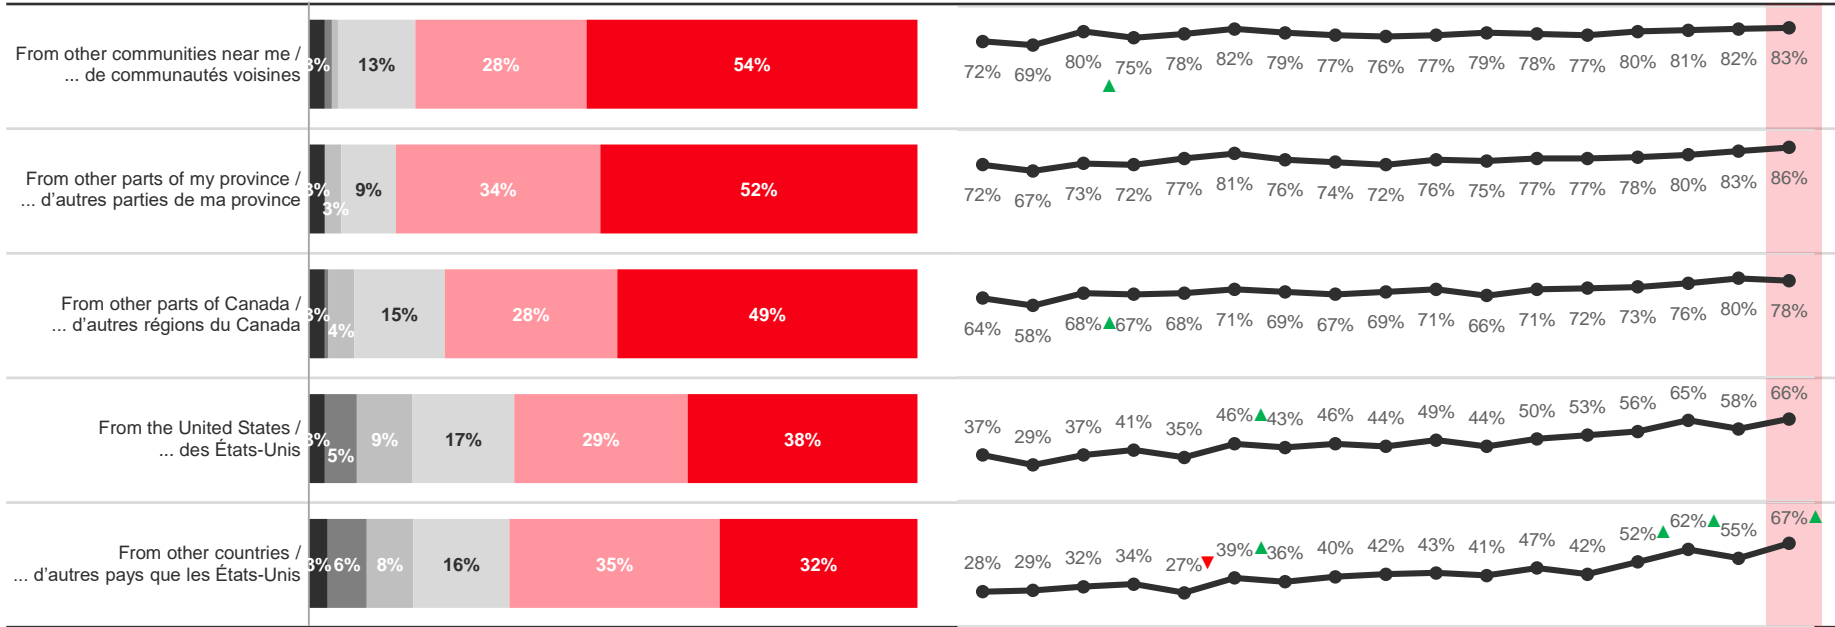 From other communities near me /
... de communautés voisines
3% 13% 28% 54%
72% 69% 80% 75% 78% 82% 79% 77% 76% 77% 79% 78% 77% 80% 81% 82% 83%
From other parts of my province /
... d'autres parties de ma province
3% 3% 9% 34% 52%
72% 67% 73% 72% 77% 81% 76% 74% 72% 76% 75% 77% 77% 78% 80% 83% 86%
From other parts of Canada /
... d'autres régions du Canada
3% 4% 15% 28% 49%
64% 58% 68% 67% 68% 71% 69% 67% 69% 71% 66% 71% 72% 73% 76% 80% 78%
From the United States /
... des États-Unis
3% 5% 9% 17% 29% 38%
37% 29% 37% 41% 35% 46% 43% 46% 44% 49% 44% 50% 53% 56% 65% 58% 66%
From other countries /
... d'autres pays que les États-Unis
3% 6% 8% 16% 35% 32%
28% 29% 32% 34% 27% 39% 36% 40% 42% 43% 41% 47% 42% 52% 62% 55% 67%